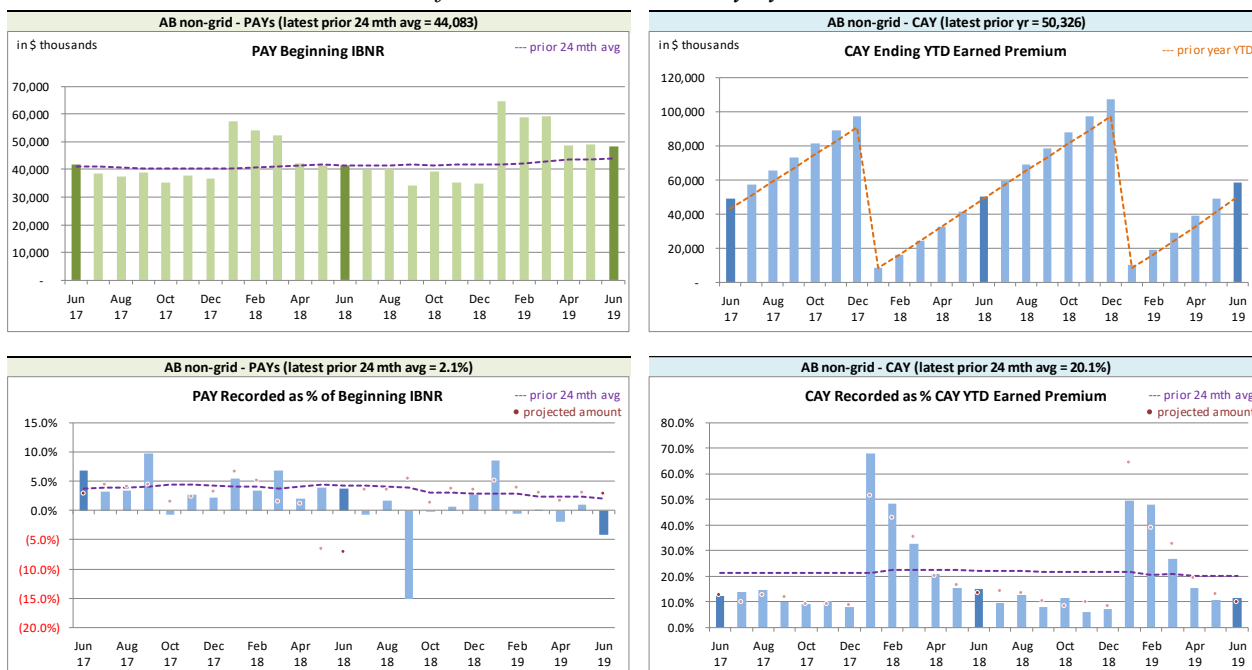 AB non-grid - PAYs (latest prior 24 mth avg = 44,083)
in $ thousands
PAY Beginning IBNR
--- prior 24 mth avg
70,000
60,000
50,000
40,000
30,000
20,000
10,000
-
Jun Aug Oct Dec Feb Apr Jun Aug Oct Dec Feb Apr Jun
17 17 17 17 18 18 18 18 18 18 19 19 19
AB non-grid - CAY (latest prior yr = 50,326)
in $ thousands
CAY Ending YTD Earned Premium
--- prior year YTD
120,000
100,000
80,000
60,000
40,000
20,000
-
Jun Aug Oct Dec Feb Apr Jun Aug Oct Dec Feb Apr Jun
17 17 17 17 18 18 18 18 18 18 19 19 19
AB non-grid - PAYs (latest prior 24 mth avg = 2.1%)
PAY Recorded as % of Beginning IBNR
--- prior 24 mth avg
• projected amount
15.0%
10.0%
5.0%
0.0%
(5.0%)
(10.0%)
(15.0%)
(20.0%)
Jun Aug Oct Dec Feb Apr Jun Aug Oct Dec Feb Apr Jun
17 17 17 17 18 18 18 18 18 18 19 19 19
AB non-grid - CAY (latest prior 24 mth avg = 20.1%)
CAY Recorded as % CAY YTD Earned Premium
--- prior 24 mth avg
• projected amount
80.0%
70.0%
60.0%
50.0%
40.0%
30.0%
20.0%
10.0%
0.0%
Jun Aug Oct Dec Feb Apr Jun Aug Oct Dec Feb Apr Jun
17 17 17 17 18 18 18 18 18 18 19 19 19